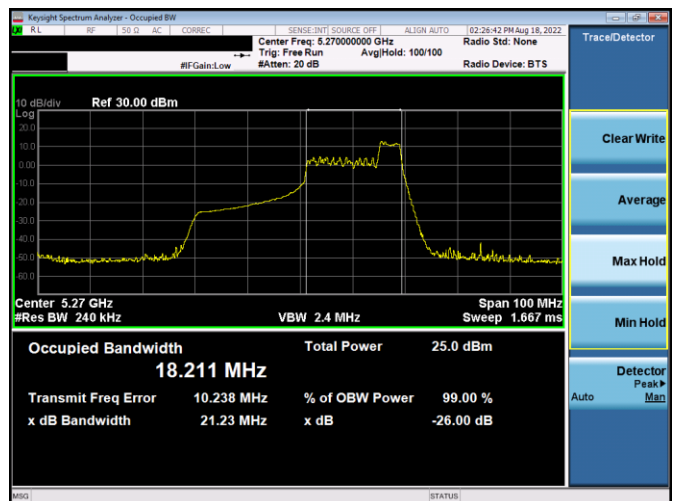 Keysight Spectrum Analyzer - Occupied BW
LXI RL RF 50 Ω AC CORREC SENSE:INT SOURCE OFF ALIGN AUTO 02:26:42 PM Aug 18, 2022
Center Freq: 5.270000000 GHz Radio Std: None
Trig: Free Run Avg|Hold: 100/100
#IFGain:Low #Atten: 20 dB Radio Device: BTS
Trace/Detector
10 dB/div Ref 30.00 dBm
Log
20.0
10.0
0.00
-10.0
-20.0
-30.0
-40.0
-50.0
-60.0
Center 5.27 GHz Span 100 MHz
#Res BW 240 kHz VBW 2.4 MHz Sweep 1.667 ms
Occupied Bandwidth Total Power 25.0 dBm
18.211 MHz
Transmit Freq Error 10.238 MHz % of OBW Power 99.00 %
x dB Bandwidth 21.23 MHz x dB -26.00 dB
Clear Write
Average
Max Hold
Min Hold
Detector
Peak▶
Auto Man
MSG STATUS